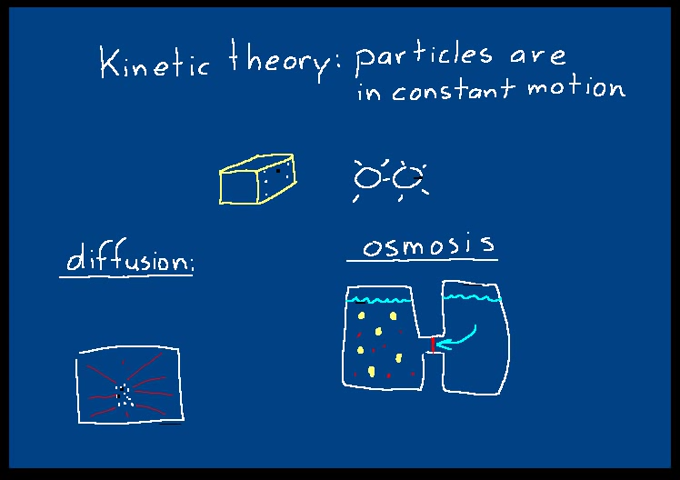 Kinetic theory: particles are
in constant motion
diffusion:
osmosis